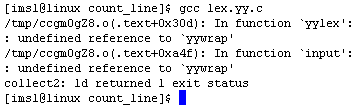 [imsl@linux count_line]$ gcc lex.yy.c
/tmp/ccgm0gZ8.o(.text+0x30d): In function `yylex':
: undefined reference to `yywrap'
/tmp/ccgm0gZ8.o(.text+0xa4f): In function `input':
: undefined reference to `yywrap'
collect2: ld returned 1 exit status
[imsl@linux count_line]$